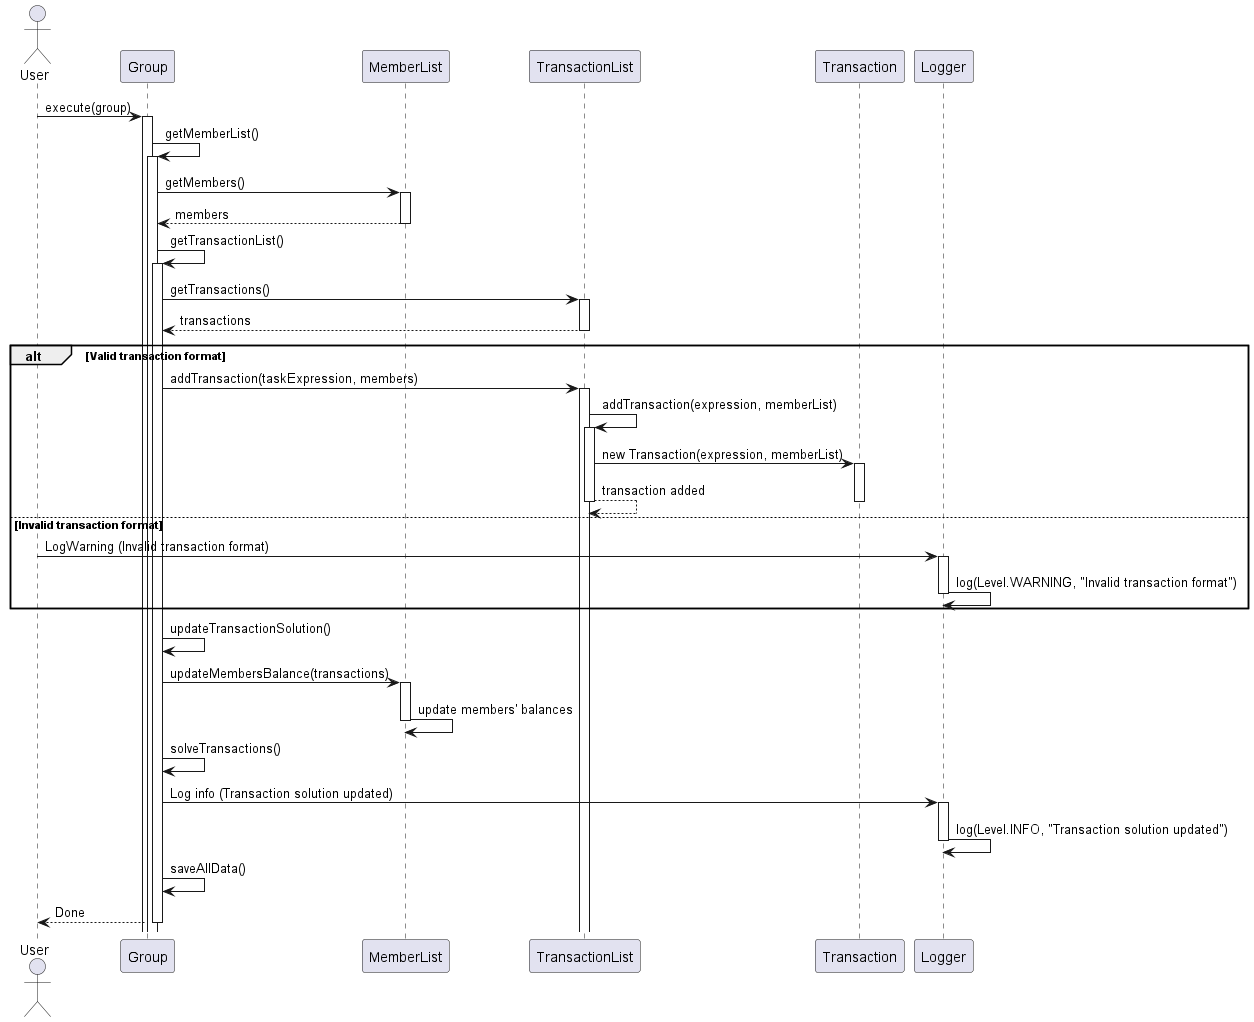 User
Group
MemberList
TransactionList
Transaction
Logger
execute(group)
getMemberList()
getMembers()
members
getTransactionList()
getTransactions()
transactions
alt
[Valid transaction format]
addTransaction(taskExpression, members)
addTransaction(expression, memberList)
new Transaction(expression, memberList)
transaction added
[Invalid transaction format]
LogWarning (Invalid transaction format)
log(Level.WARNING, "Invalid transaction format")
updateTransactionSolution()
updateMembersBalance(transactions)
update members' balances
solveTransactions()
Log info (Transaction solution updated)
log(Level.INFO, "Transaction solution updated")
saveAllData()
Done
User
Group
MemberList
TransactionList
Transaction
Logger